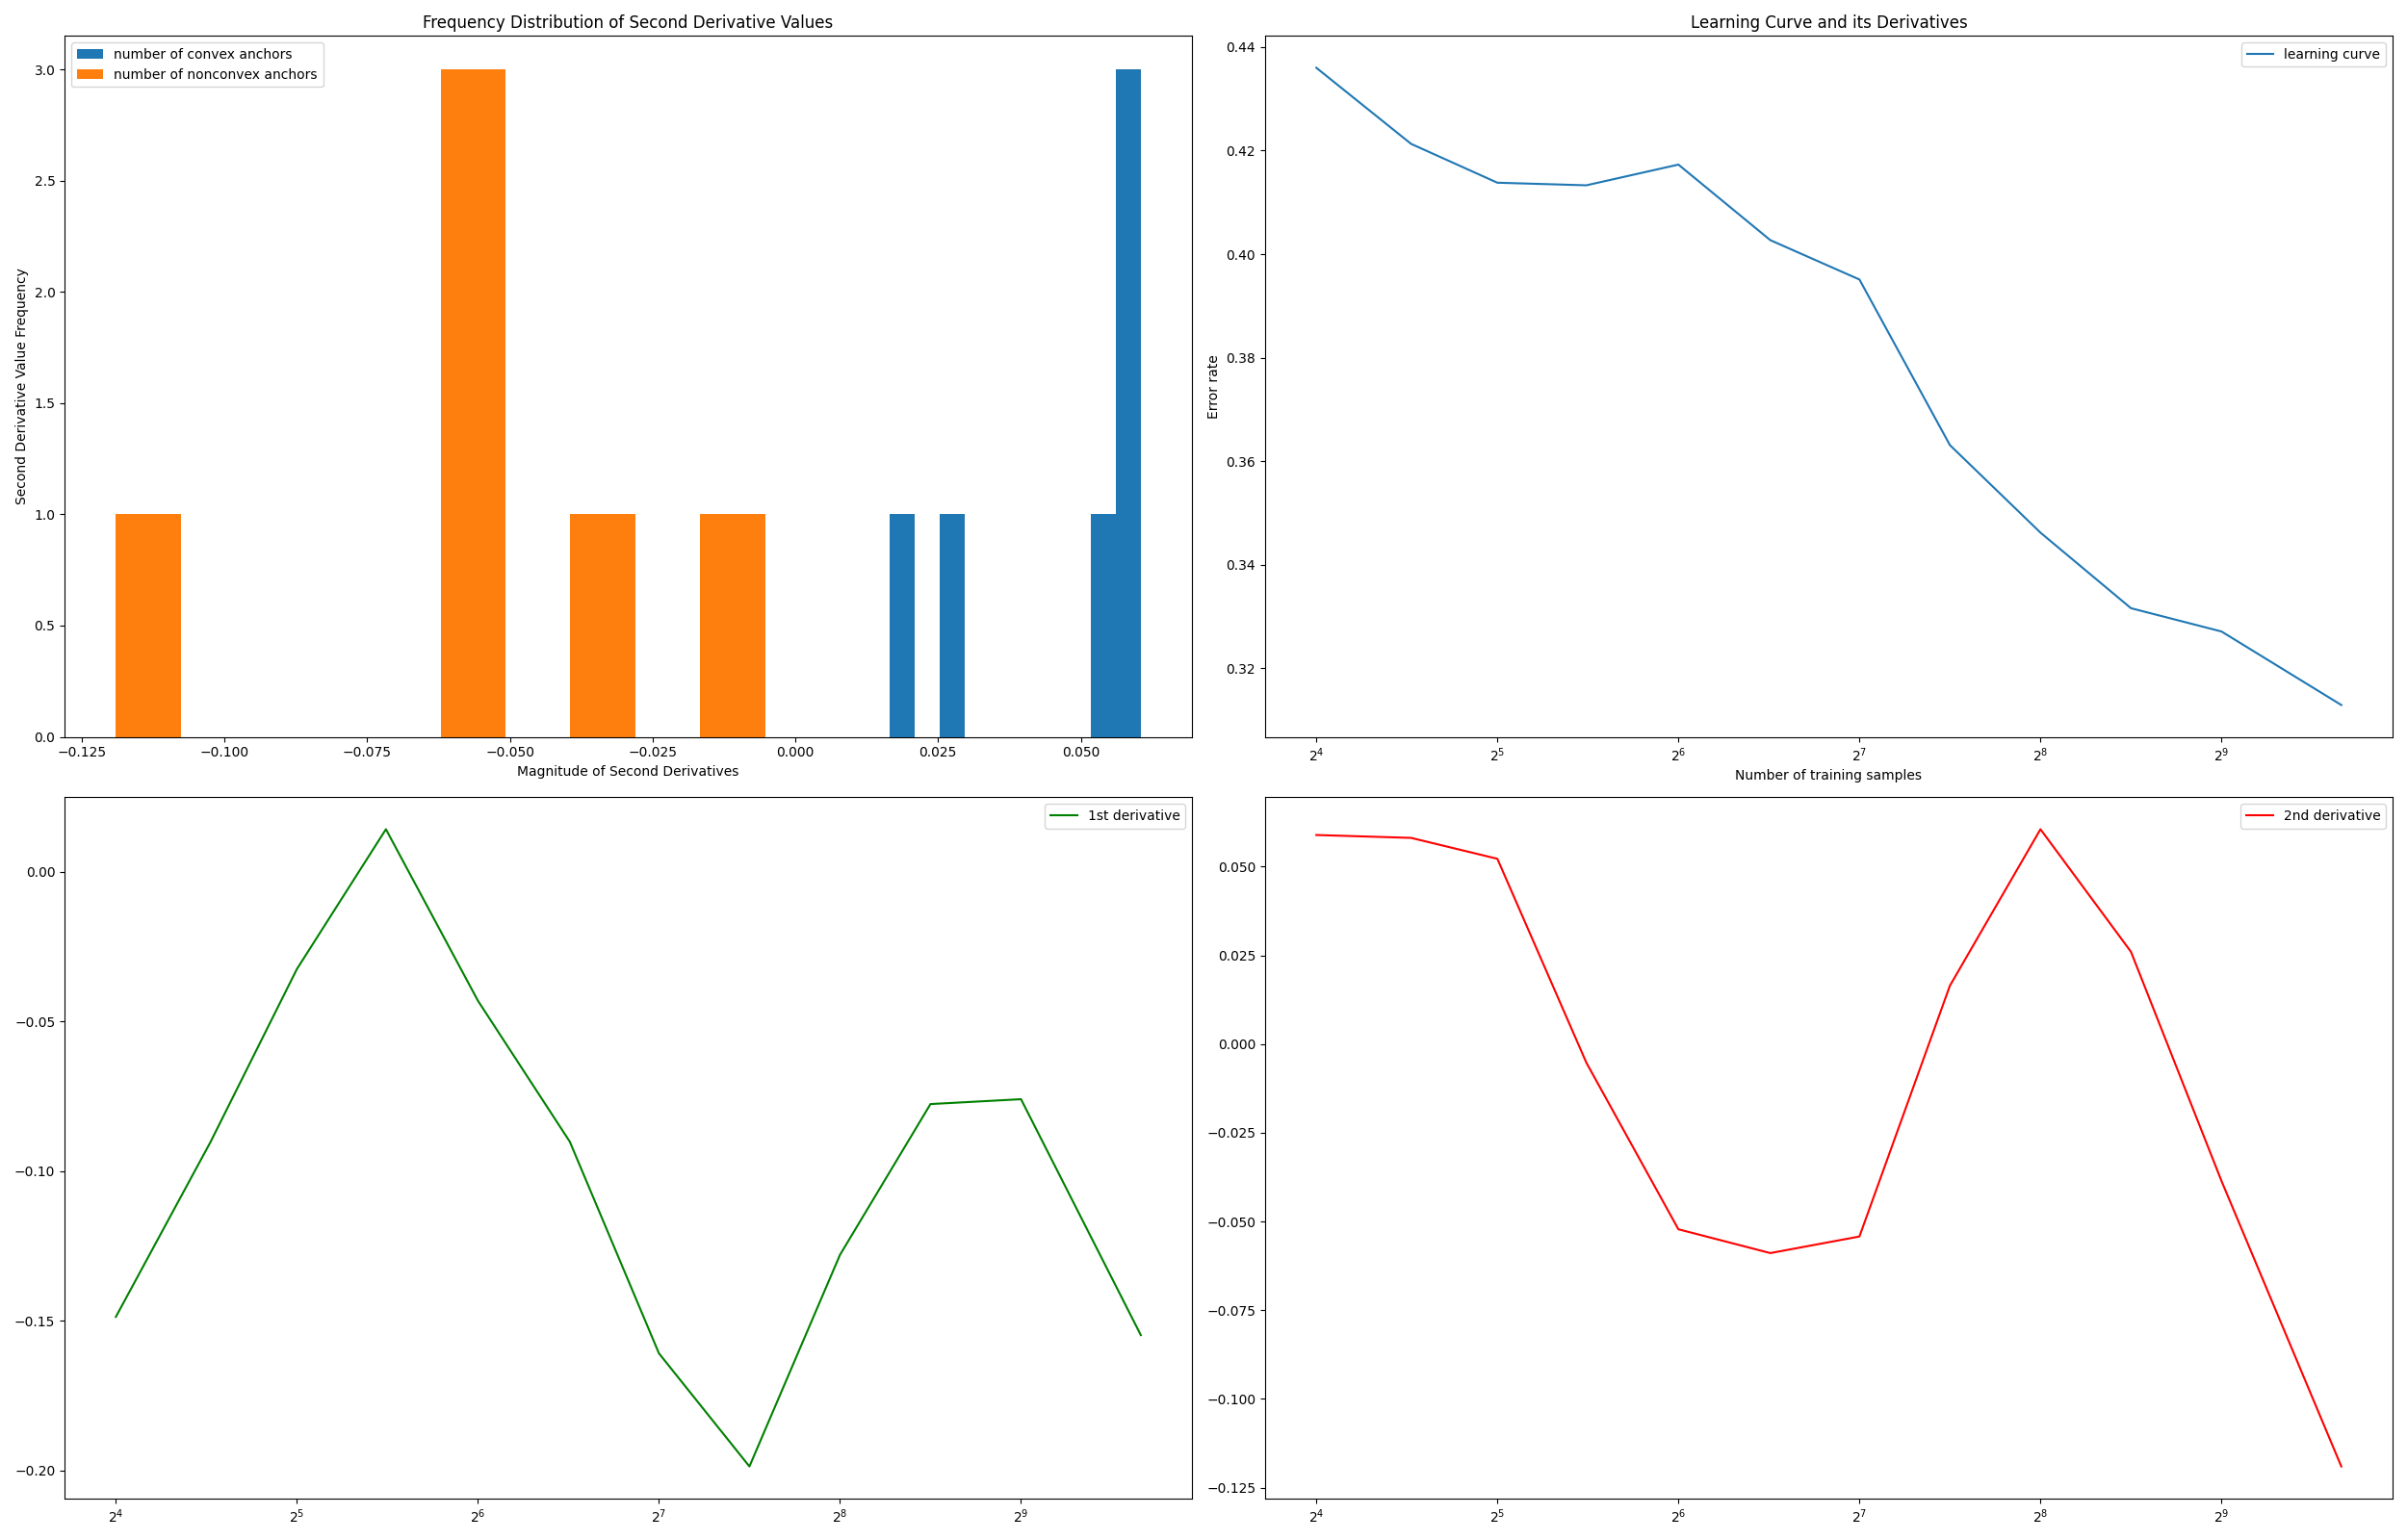 Frequency Distribution of Second Derivative Values
number of convex anchors
number of nonconvex anchors
Second Derivative Value Frequency
3.0
2.5
2.0
1.5
1.0
0.5
0.0
−0.125 −0.100 −0.075 −0.050 −0.025 0.000 0.025 0.050
Magnitude of Second Derivatives
Learning Curve and its Derivatives
learning curve
Error rate
0.44
0.42
0.40
0.38
0.36
0.34
0.32
2⁴ 2⁵ 2⁶ 2⁷ 2⁸ 2⁹
Number of training samples
1st derivative
0.00
−0.05
−0.10
−0.15
−0.20
2⁴ 2⁵ 2⁶ 2⁷ 2⁸ 2⁹
2nd derivative
0.050
0.025
0.000
−0.025
−0.050
−0.075
−0.100
−0.125
2⁴ 2⁵ 2⁶ 2⁷ 2⁸ 2⁹